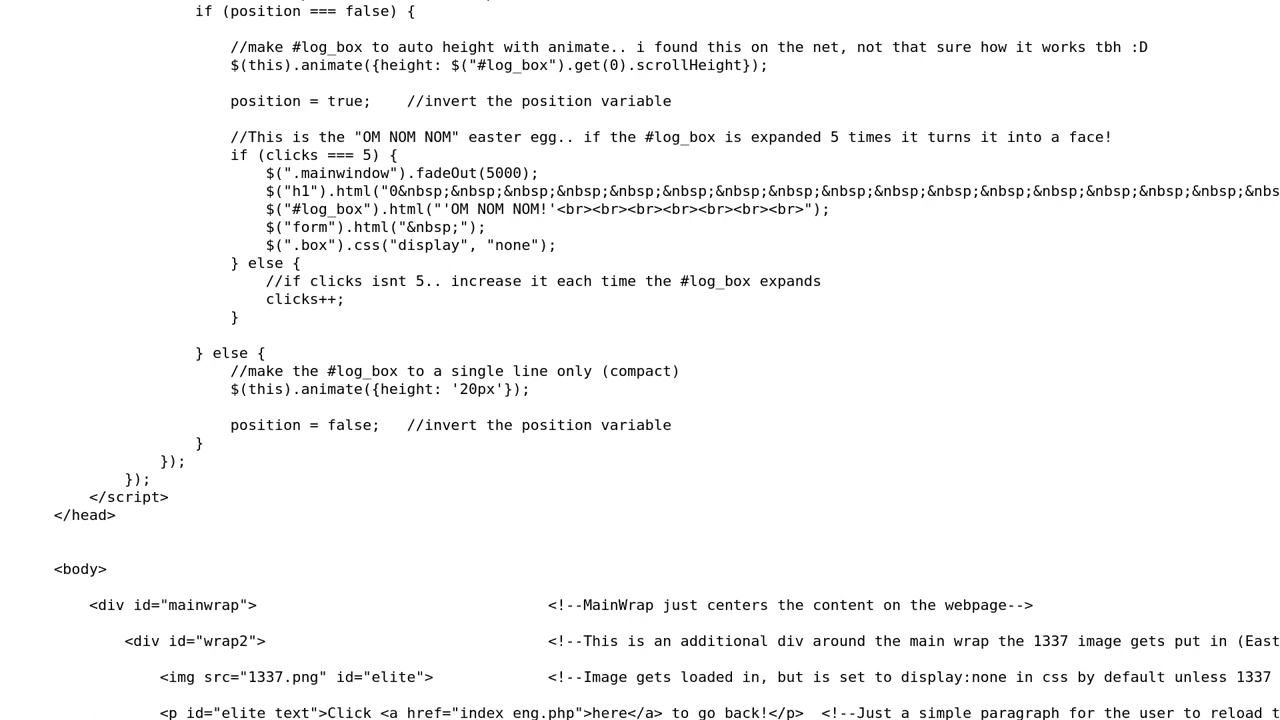 if (position === false) {
//make #log_box to auto height with animate.. i found this on the net, not that sure how it works tbh :D
$(this).animate({height: $("#log_box").get(0).scrollHeight});
position = true;    //invert the position variable
//This is the "OM NOM NOM" easter egg.. if the #log_box is expanded 5 times it turns it into a face!
if (clicks === 5) {
$(".mainwindow").fadeOut(5000);
$("h1").html("0&nbsp;&nbsp;&nbsp;&nbsp;&nbsp;&nbsp;&nbsp;&nbsp;&nbsp;&nbsp;&nbsp;&nbsp;&nbsp;&nbsp;&nbsp;&nbsp;&nbs
$("#log_box").html("'OM NOM NOM!'<br><br><br><br><br><br><br>");
$("form").html("&nbsp;");
$(".box").css("display", "none");
} else {
//if clicks isnt 5.. increase it each time the #log_box expands
clicks++;
}
} else {
//make the #log_box to a single line only (compact)
$(this).animate({height: '20px'});
position = false;   //invert the position variable
}
});
});
</script>
</head>
<body>
<div id="mainwrap"> <!--MainWrap just centers the content on the webpage-->
<div id="wrap2"> <!--This is an additional div around the main wrap the 1337 image gets put in (East
<img src="1337.png" id="elite"> <!--Image gets loaded in, but is set to display:none in css by default unless 1337
<p id="elite_text">Click <a href="index_eng.php">here</a> to go back!</p>  <!--Just a simple paragraph for the user to reload t